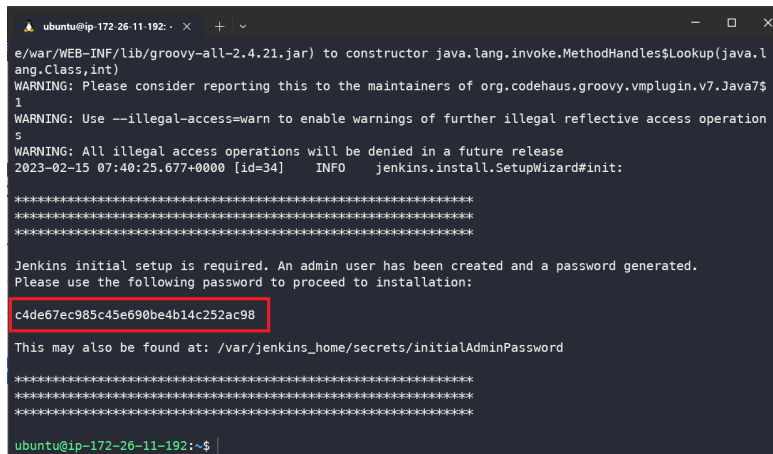 ubuntu@ip-172-26-11-192: ~
e/war/WEB-INF/lib/groovy-all-2.4.21.jar) to constructor java.lang.invoke.MethodHandles$Lookup(java.l
ang.Class,int)
WARNING: Please consider reporting this to the maintainers of org.codehaus.groovy.vmplugin.v7.Java7$
1
WARNING: Use --illegal-access=warn to enable warnings of further illegal reflective access operation
s
WARNING: All illegal access operations will be denied in a future release
2023-02-15 07:40:25.677+0000 [id=34] INFO jenkins.install.SetupWizard#init:
*************************************************************
*************************************************************
*************************************************************
Jenkins initial setup is required. An admin user has been created and a password generated.
Please use the following password to proceed to installation:
c4de67ec985c45e690be4b14c252ac98
This may also be found at: /var/jenkins_home/secrets/initialAdminPassword
*************************************************************
*************************************************************
*************************************************************
ubuntu@ip-172-26-11-192:~$